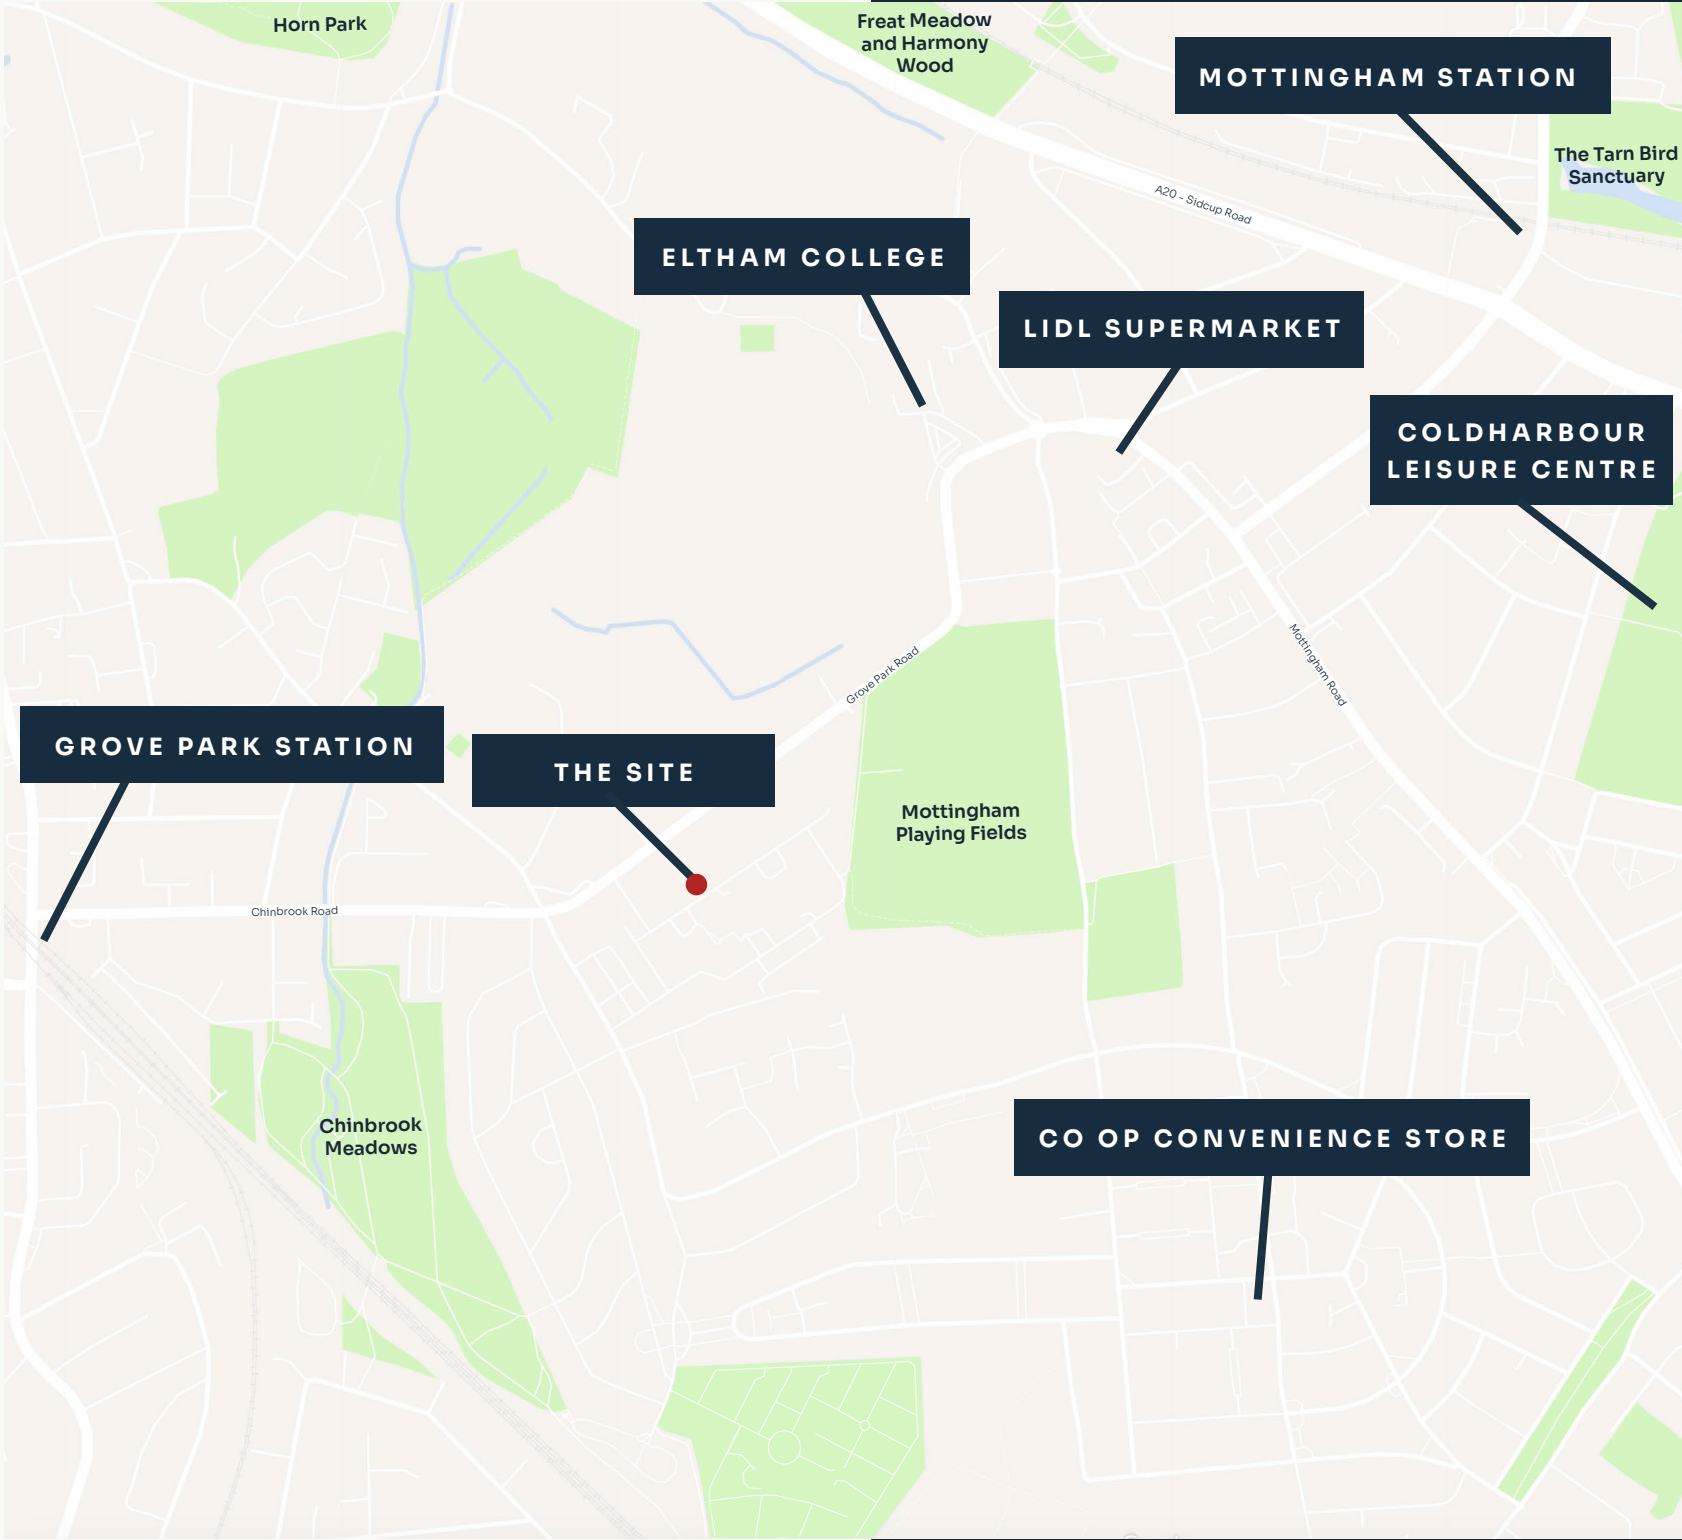 Horn Park
Freat Meadow
and Harmony
Wood
MOTTINGHAM STATION
The Tarn Bird
Sanctuary
A20 - Sidcup Road
ELTHAM COLLEGE
LIDL SUPERMARKET
COLDHARBOUR
LEISURE CENTRE
Mottingham Road
Grove Park Road
GROVE PARK STATION
THE SITE
Mottingham
Playing Fields
Chinbrook Road
Chinbrook
Meadows
CO OP CONVENIENCE STORE